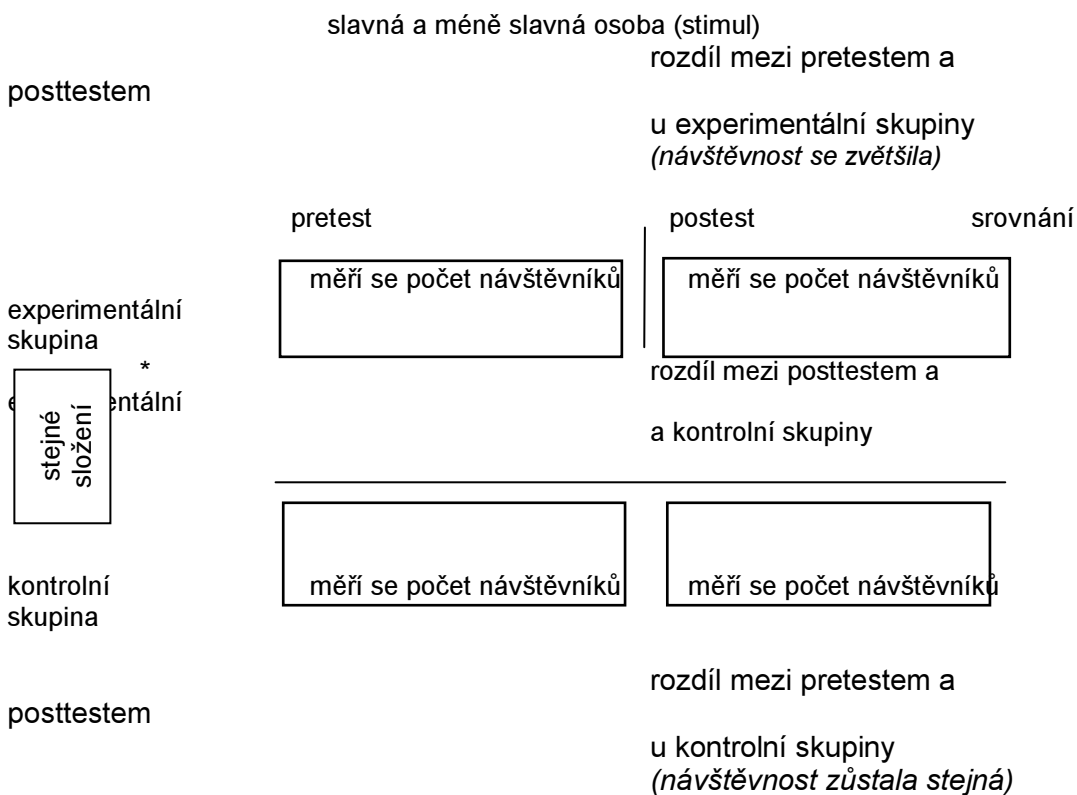 slavná a méně slavná osoba (stimul)
rozdíl mezi pretestem a
posttestem
u experimentální skupiny
(návštěvnost se zvětšila)
pretest postest srovnání
měří se počet návštěvníků měří se počet návštěvníků
experimentální
skupina
*
rozdíl mezi posttestem a
entální
stejné
složení
a kontrolní skupiny
kontrolní měří se počet návštěvníků měří se počet návštěvníků
skupina
rozdíl mezi pretestem a
posttestem
u kontrolní skupiny
(návštěvnost zůstala stejná)